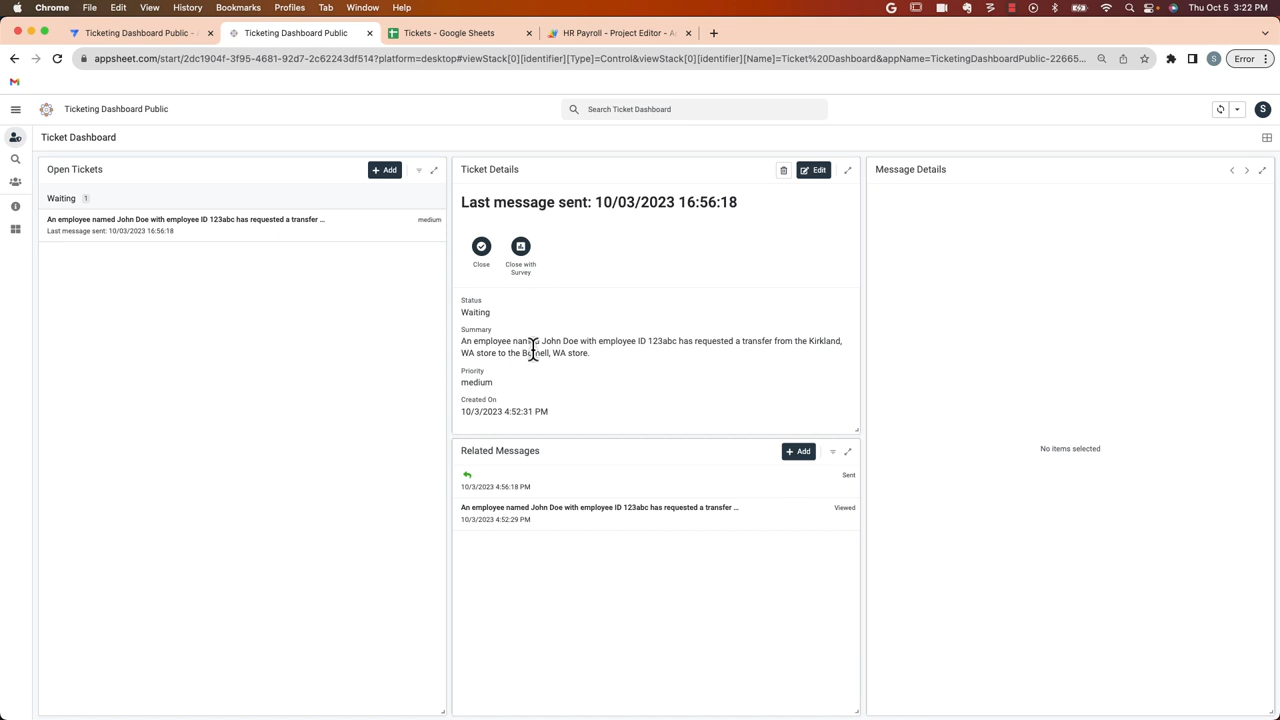 Chrome File Edit View History Bookmarks Profiles Tab Window Help Thu Oct 5 3:22 PM
Ticketing Dashboard Public - Ticketing Dashboard Public Tickets - Google Sheets HR Payroll - Project Editor - A
appsheet.com/start/2dc1904f-3f95-4681-92d7-2c62243df514?platform=desktop#viewStack[0][identifier][Type]=Control&viewStack[0][identifier][Name]=Ticket%20Dashboard&appName=TicketingDashboardPublic-22665... S Error
Ticketing Dashboard Public Search Ticket Dashboard S
Ticket Dashboard
Open Tickets Add
Waiting 1
An employee named John Doe with employee ID 123abc has requested a transfer ... medium
Last message sent: 10/03/2023 16:56:18
Ticket Details Edit
Last message sent: 10/03/2023 16:56:18
Close Close with
Survey
Status
Waiting
Summary
An employee named John Doe with employee ID 123abc has requested a transfer from the Kirkland,
WA store to the Bothell, WA store.
Priority
medium
Created On
10/3/2023 4:52:31 PM
Related Messages Add
Sent
10/3/2023 4:56:18 PM
An employee named John Doe with employee ID 123abc has requested a transfer ... Viewed
10/3/2023 4:52:29 PM
Message Details
No items selected